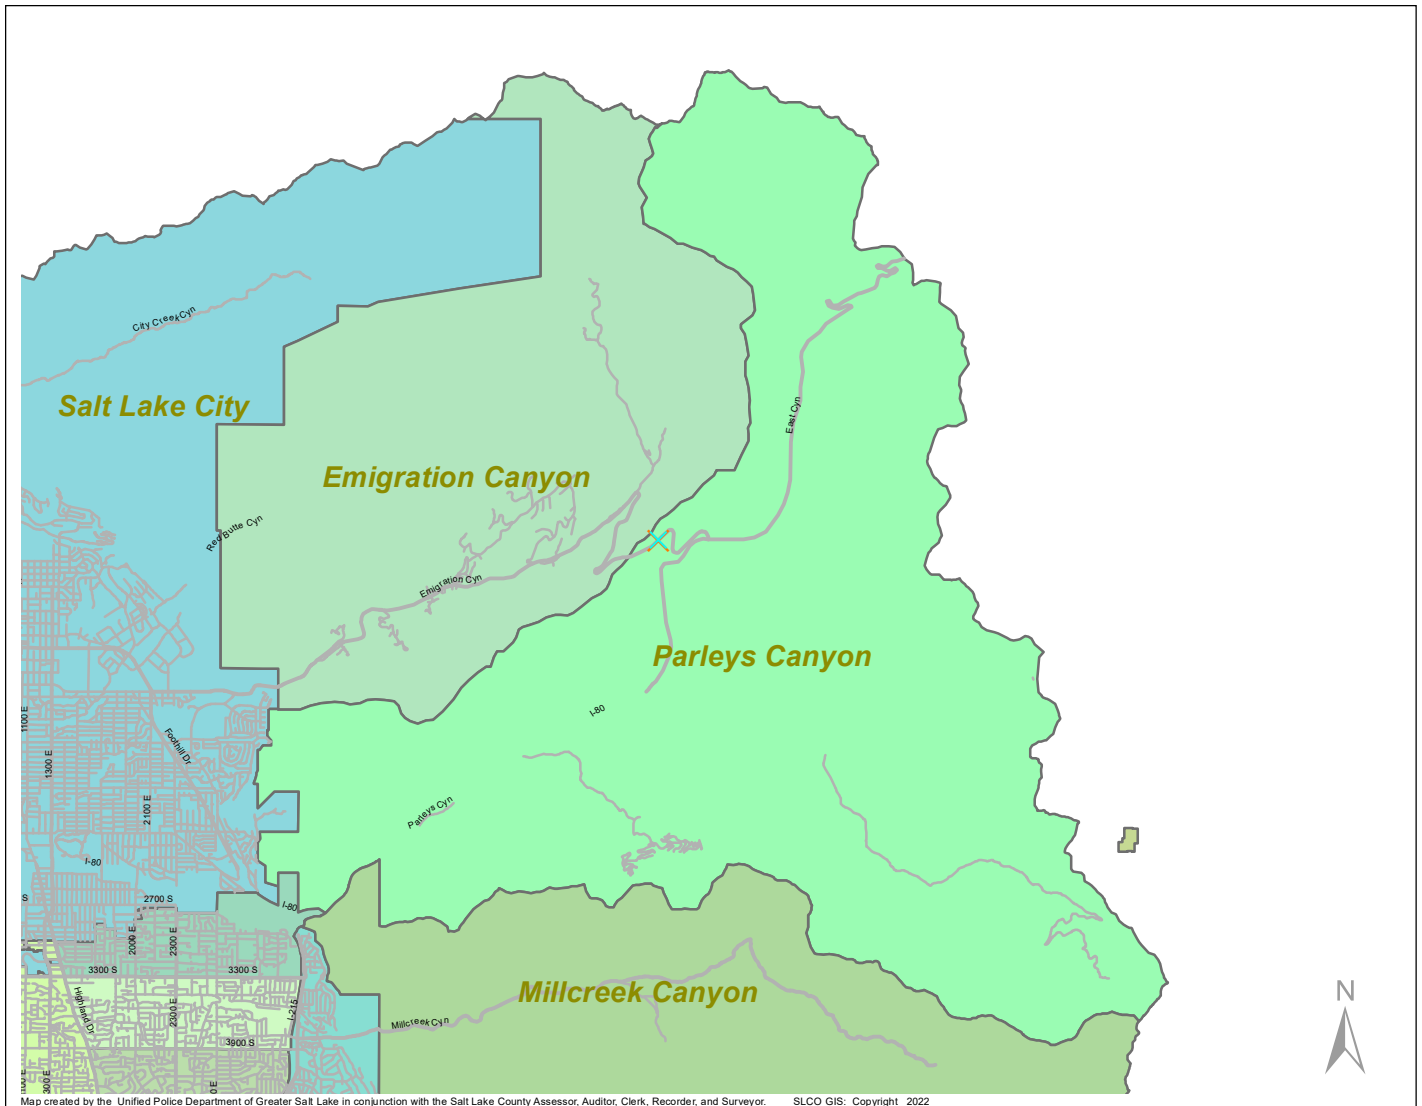 City Creek Cyn
Salt Lake City
East Cyn
Emigration Canyon
Red Butte Cyn
Emigration Cyn
Parleys Canyon
I-80
1100 E
Foothill Dr
1300 E
2100 E
Parleys Cyn
I-80
S
2700 S
I-80
2000 E
2300 E
3300 S
3300 S
N
Millcreek Canyon
Highland Dr
2300 E
I-215
Millcreek Cyn
3900 S
Map created by the Unified Police Department of Greater Salt Lake in conjunction with the Salt Lake County Assessor, Auditor, Clerk, Recorder, and Surveyor. SLCO GIS: Copyright 2022